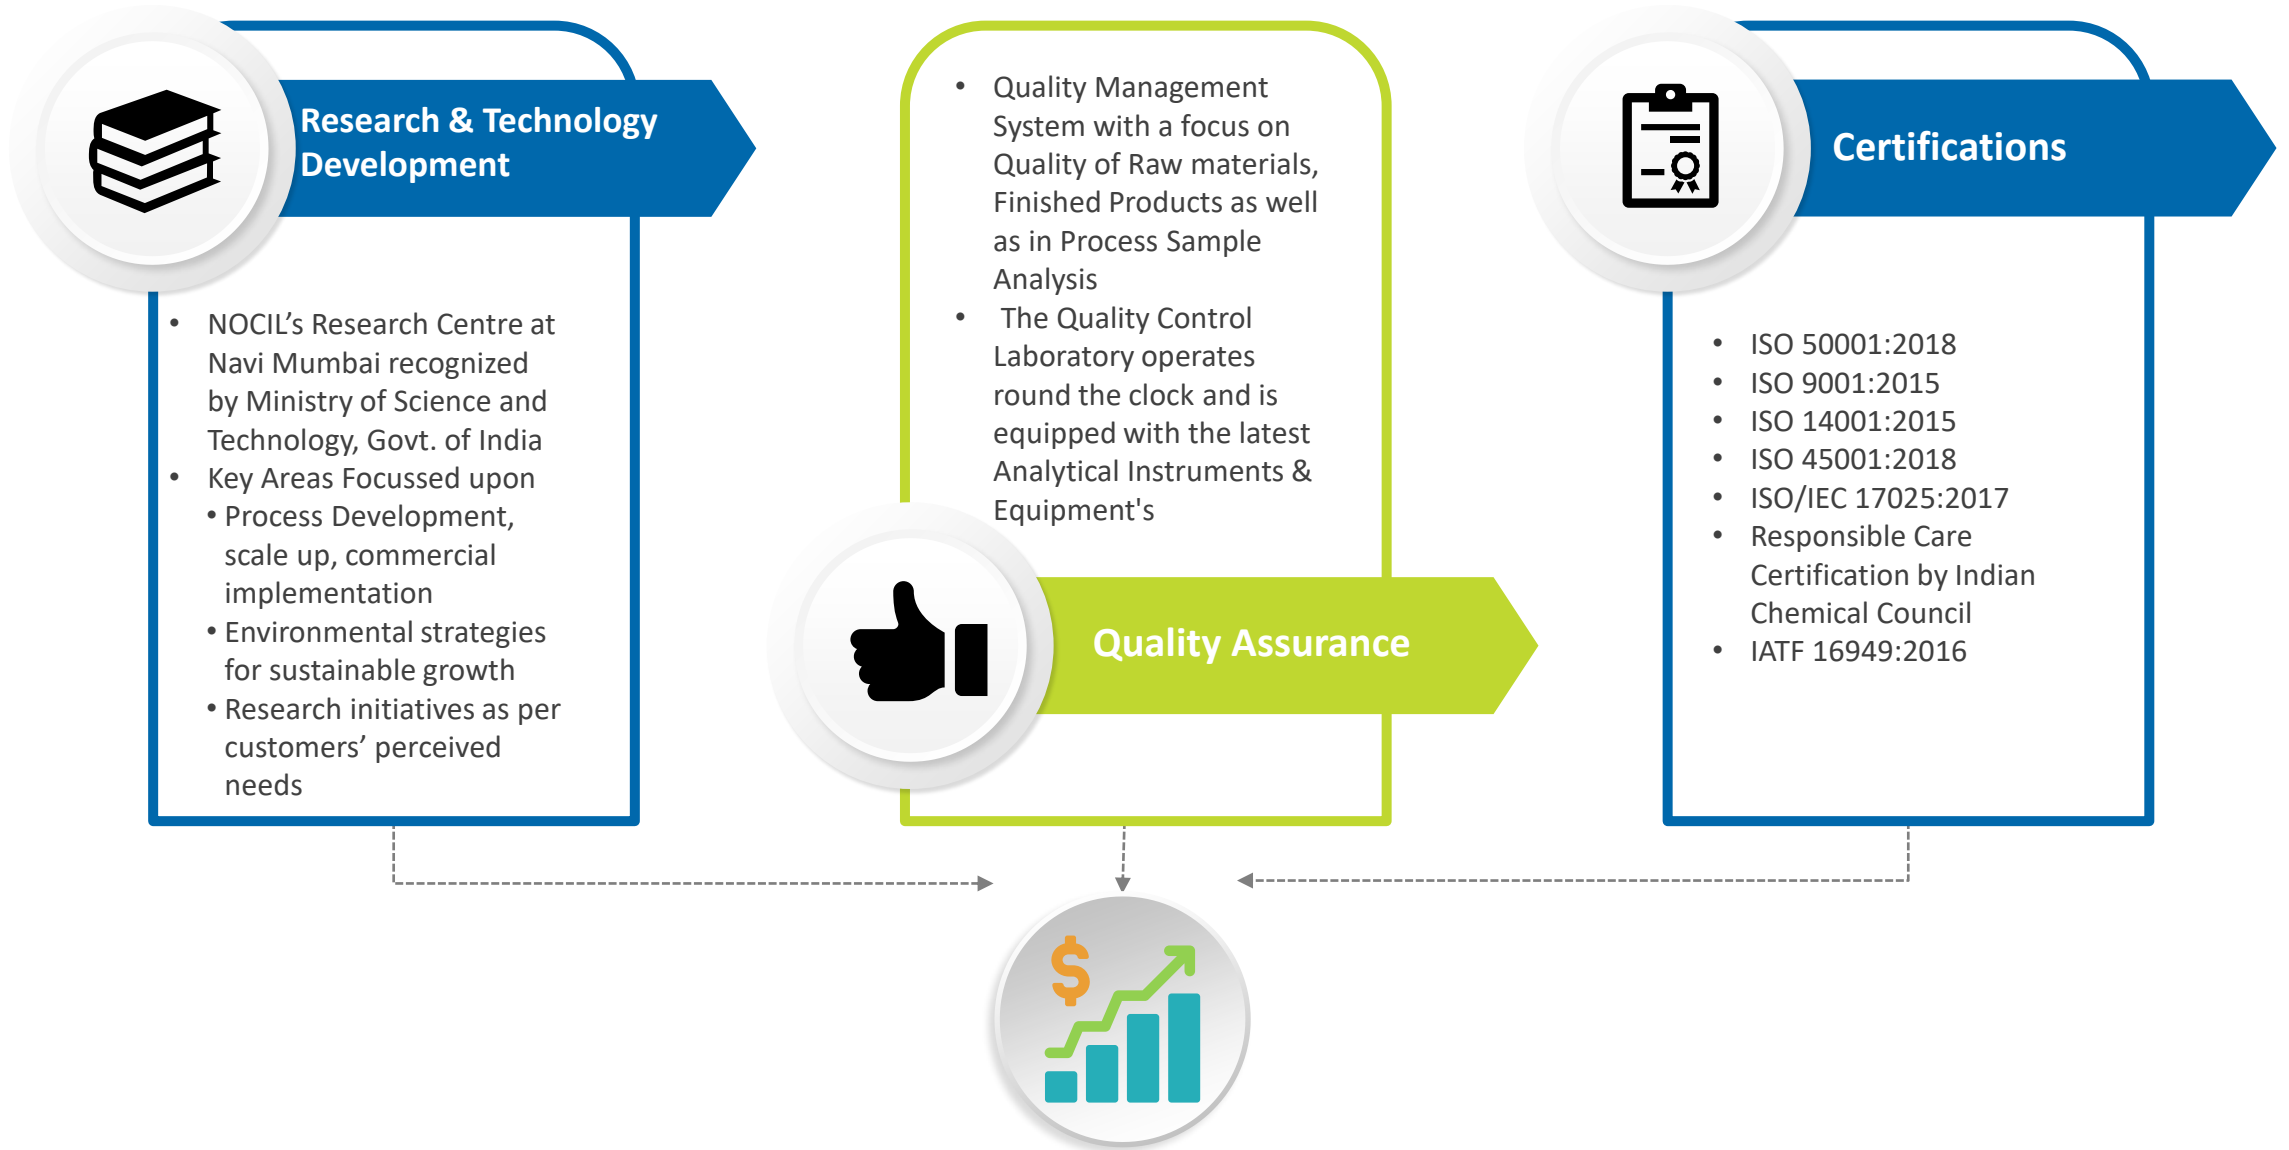 Research & Technology
Development
• NOCIL’s Research Centre at
Navi Mumbai recognized
by Ministry of Science and
Technology, Govt. of India
• Key Areas Focussed upon
• Process Development,
scale up, commercial
implementation
• Environmental strategies
for sustainable growth
• Research initiatives as per
customers’ perceived
needs
• Quality Management
System with a focus on
Quality of Raw materials,
Finished Products as well
as in Process Sample
Analysis
• The Quality Control
Laboratory operates
round the clock and is
equipped with the latest
Analytical Instruments &
Equipment's
Quality Assurance
Certifications
• ISO 50001:2018
• ISO 9001:2015
• ISO 14001:2015
• ISO 45001:2018
• ISO/IEC 17025:2017
• Responsible Care
Certification by Indian
Chemical Council
• IATF 16949:2016
$